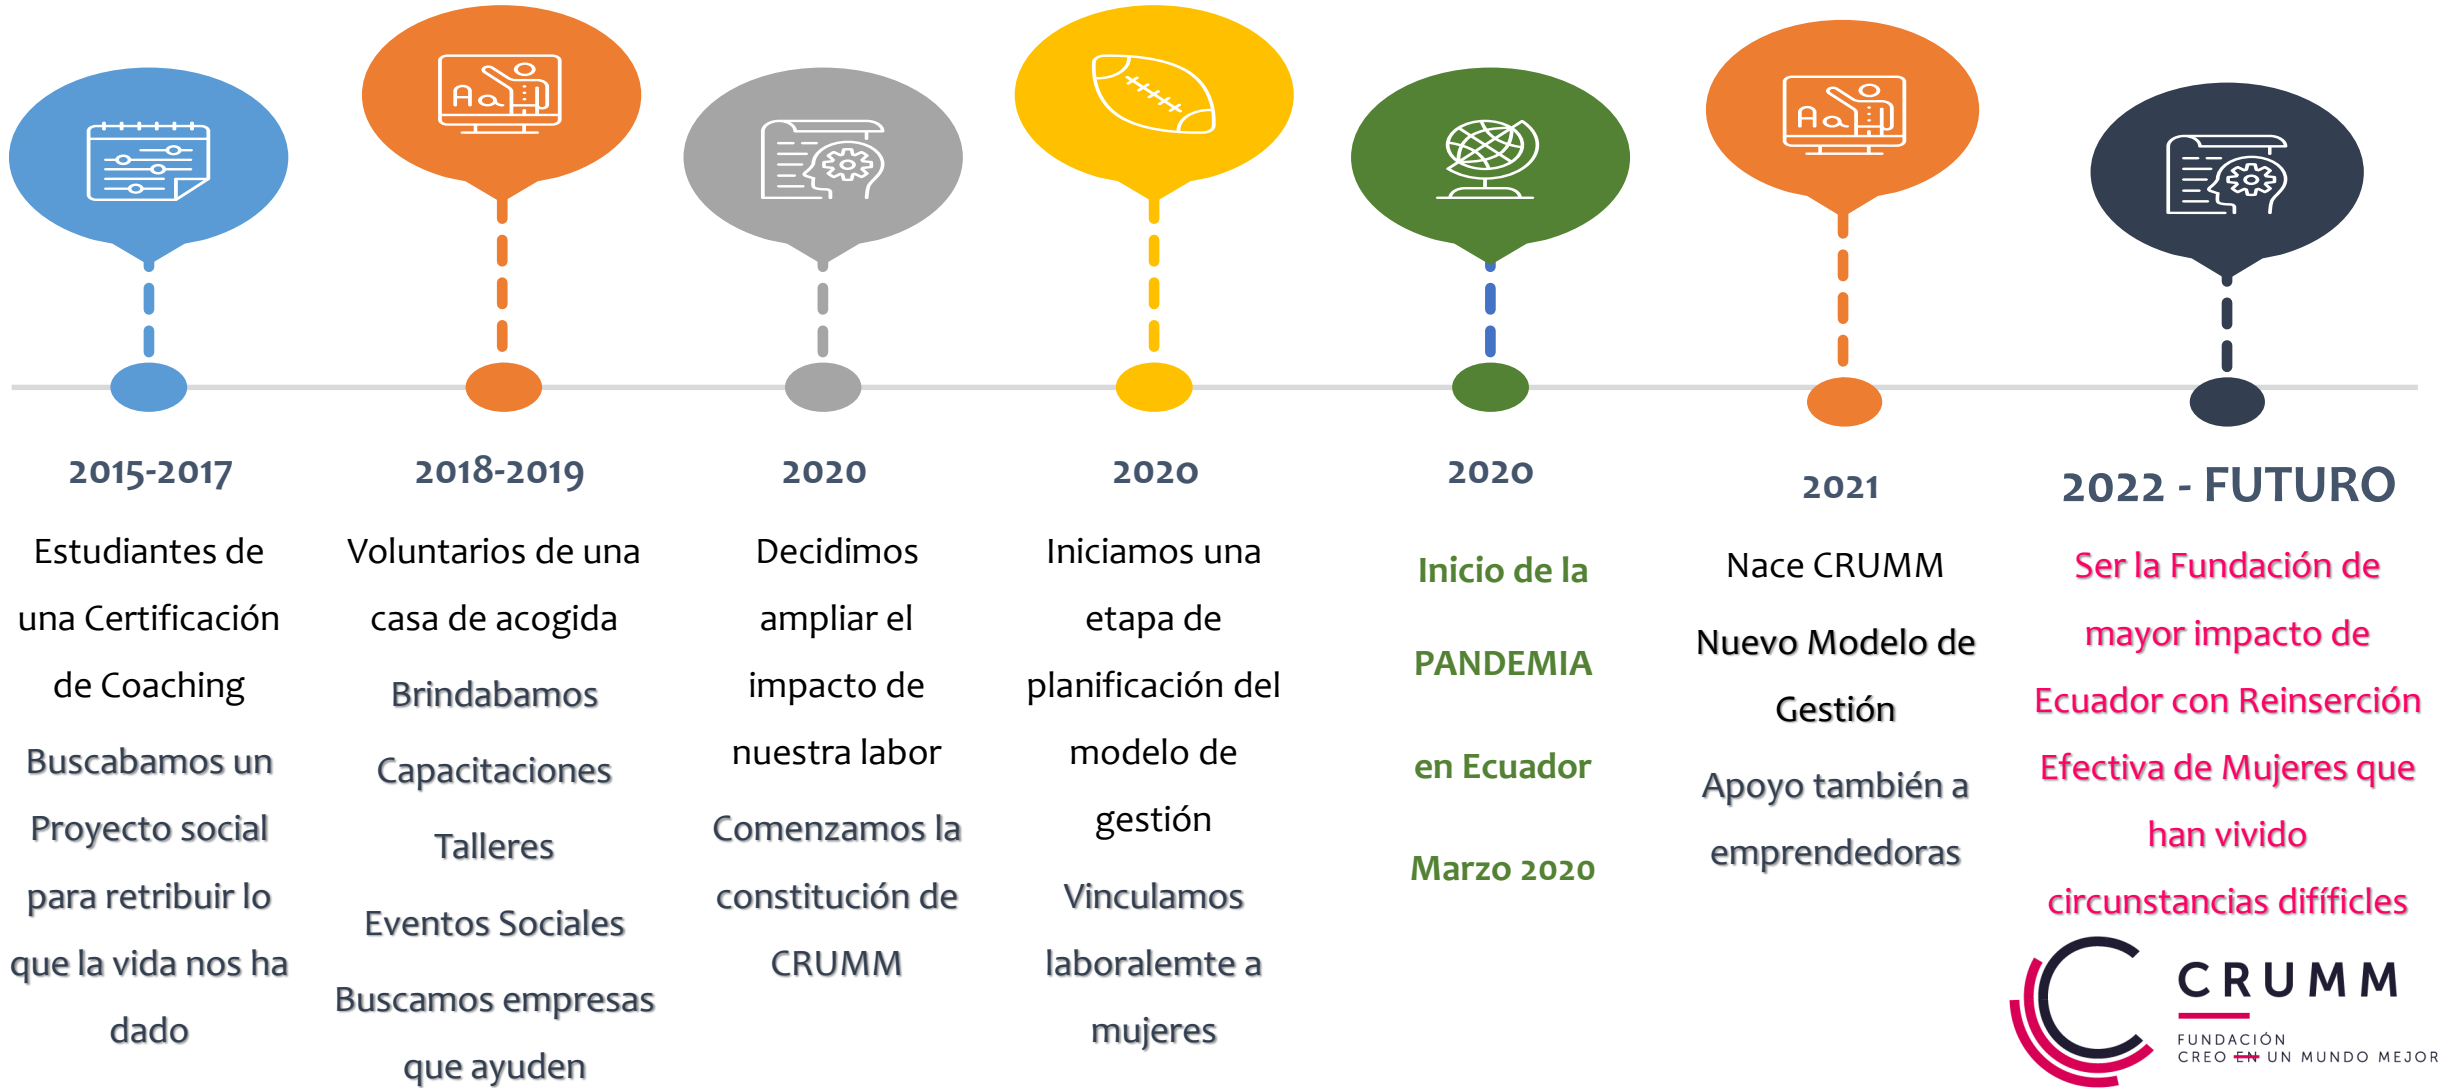 Aa
Aa
2015-2017
Estudiantes de
una Certificación
de Coaching
Buscabamos un
Proyecto social
para retribuir lo
que la vida nos ha
dado
2018-2019
Voluntarios de una
casa de acogida
Brindabamos
Capacitaciones
Talleres
Eventos Sociales
Buscamos empresas
que ayuden
2020
Decidimos
ampliar el
impacto de
nuestra labor
Comenzamos la
constitución de
CRUMM
2020
Iniciamos una
etapa de
planificación del
modelo de
gestión
Vinculamos
laboralemte a
mujeres
2020
Inicio de la
PANDEMIA
en Ecuador
Marzo 2020
2021
Nace CRUMM
Nuevo Modelo de
Gestión
Apoyo también a
emprendedoras
2022 - FUTURO
Ser la Fundación de
mayor impacto de
Ecuador con Reinserción
Efectiva de Mujeres que
han vivido
circunstancias difíficles
CRUMM
FUNDACIÓN
CREO EN UN MUNDO MEJOR